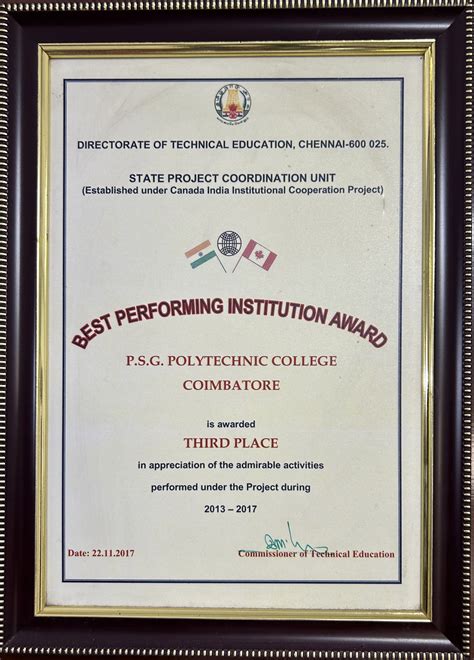 DIRECTORATE OF TECHNICAL EDUCATION, CHENNAI-600 025.
STATE PROJECT COORDINATION UNIT
(Established under Canada India Institutional Cooperation Project)
BEST PERFORMING INSTITUTION AWARD
P.S.G. POLYTECHNIC COLLEGE
COIMBATORE
is awarded
THIRD PLACE
in appreciation of the admirable activities
performed under the Project during
2013 – 2017
Date: 22.11.2017 Commissioner of Technical Education